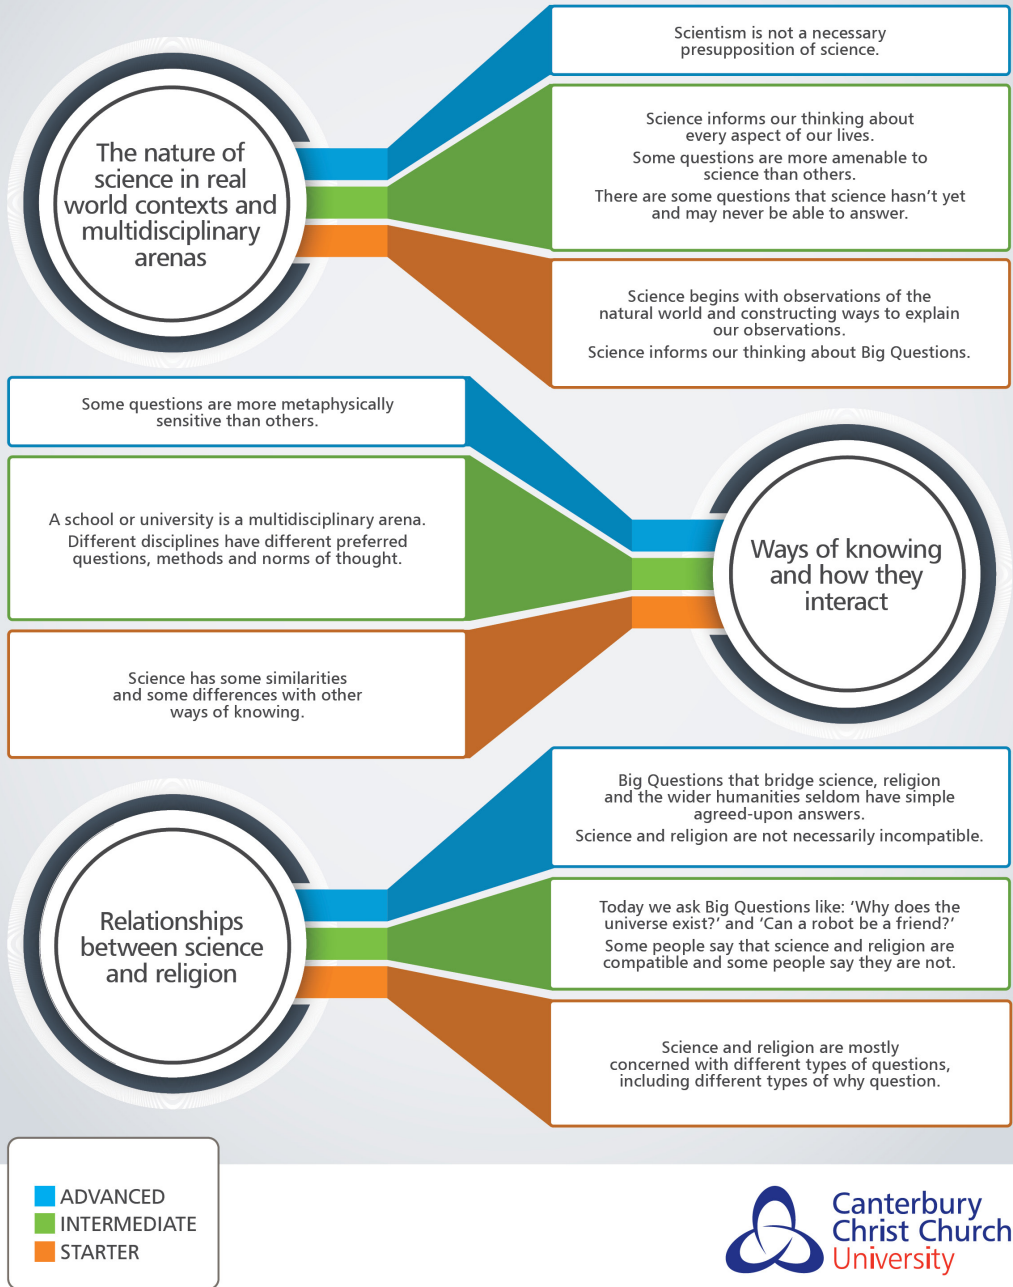 The nature of
science in real
world contexts and
multidisciplinary
arenas
Scientism is not a necessary
presupposition of science.
Science informs our thinking about
every aspect of our lives.
Some questions are more amenable to
science than others.
There are some questions that science hasn’t yet
and may never be able to answer.
Science begins with observations of the
natural world and constructing ways to explain
our observations.
Science informs our thinking about Big Questions.
Ways of knowing
and how they
interact
Some questions are more metaphysically
sensitive than others.
A school or university is a multidisciplinary arena.
Different disciplines have different preferred
questions, methods and norms of thought.
Science has some similarities
and some differences with other
ways of knowing.
Relationships
between science
and religion
Big Questions that bridge science, religion
and the wider humanities seldom have simple
agreed-upon answers.
Science and religion are not necessarily incompatible.
Today we ask Big Questions like: ‘Why does the
universe exist?’ and ‘Can a robot be a friend?’
Some people say that science and religion are
compatible and some people say they are not.
Science and religion are mostly
concerned with different types of questions,
including different types of why question.
ADVANCED
INTERMEDIATE
STARTER
Canterbury
Christ Church
University